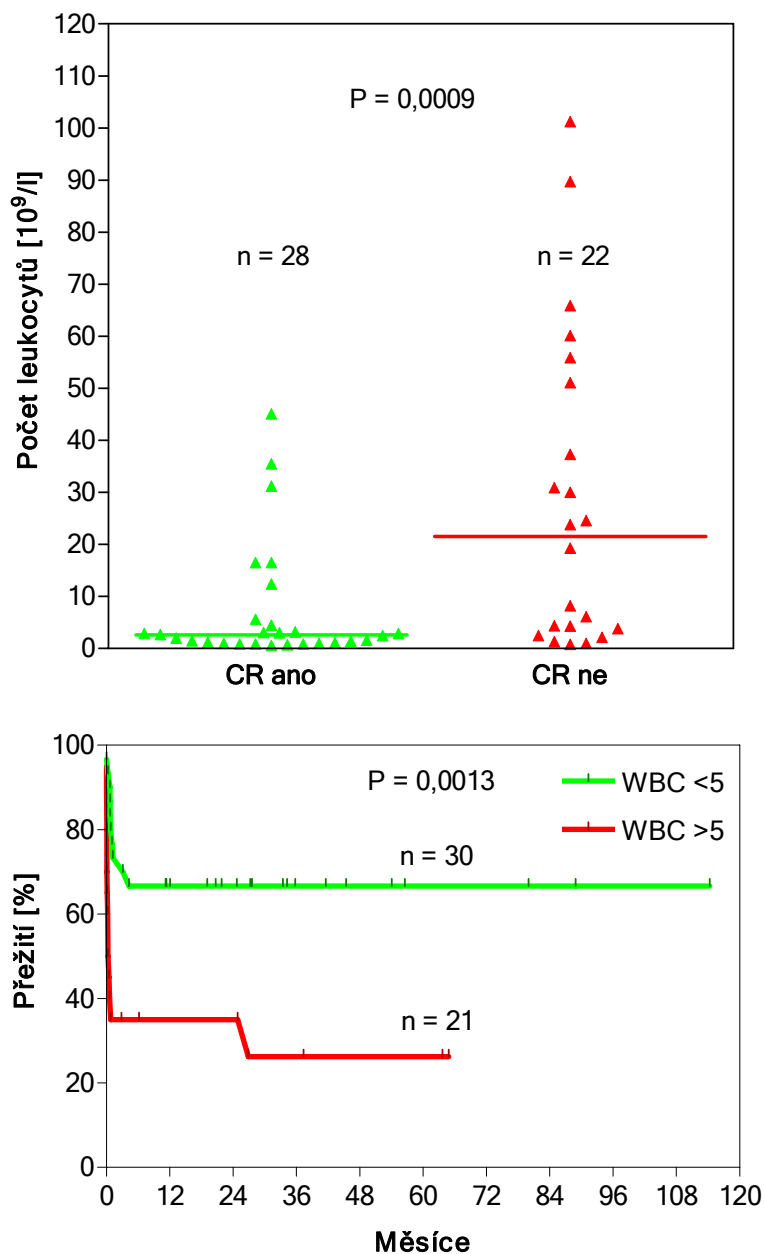 120
110
P = 0,0009
100
90
80
n = 28 n = 22
70
60
50
40
30
20
10
0
Počet leukocytů [10⁹/l]
CR ano CR ne
100
P = 0,0013
WBC <5
WBC >5
80
n = 30
60
40
n = 21
20
0
Přežití [%]
0 12 24 36 48 60 72 84 96 108 120
Měsíce